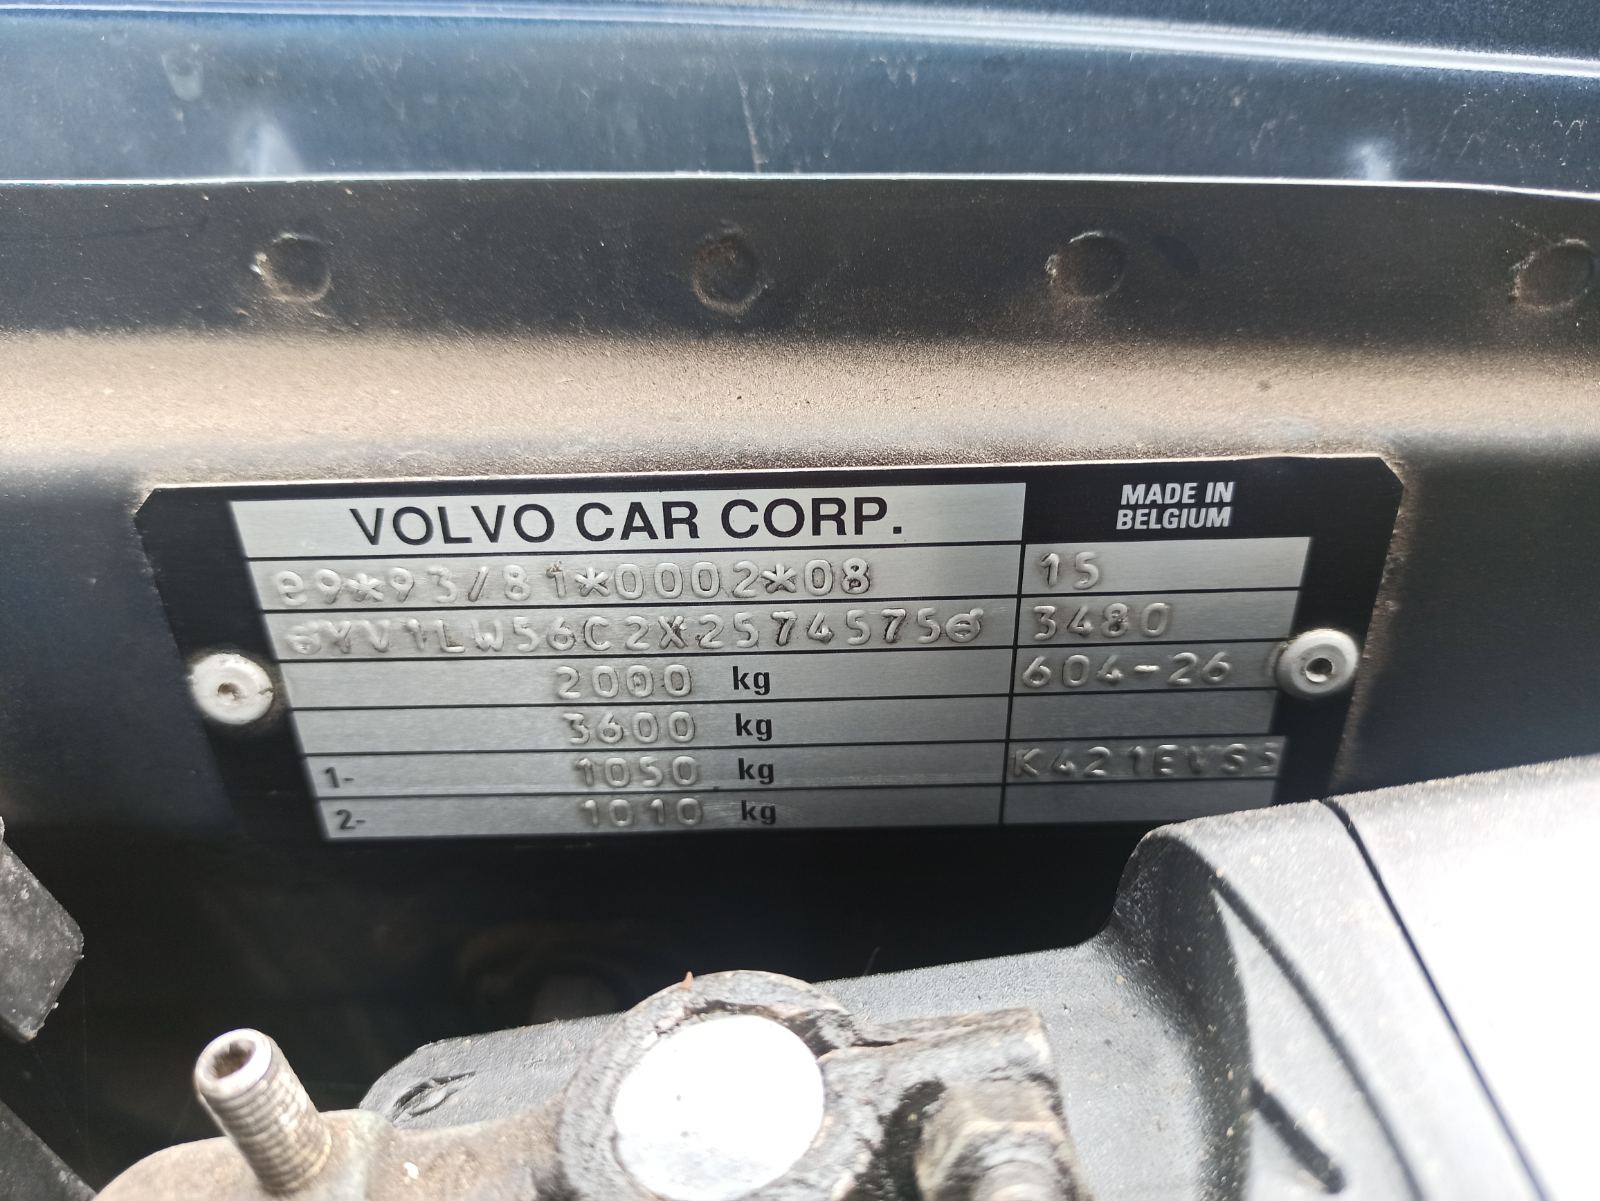 VOLVO CAR CORP.
MADE IN
BELGIUM
e9*93/81*0002*08
15
YV1LW56C2X2574575
3480
2000 kg
604-26
3600 kg
1- 1050 kg
K421EVS5
2- 1010 kg